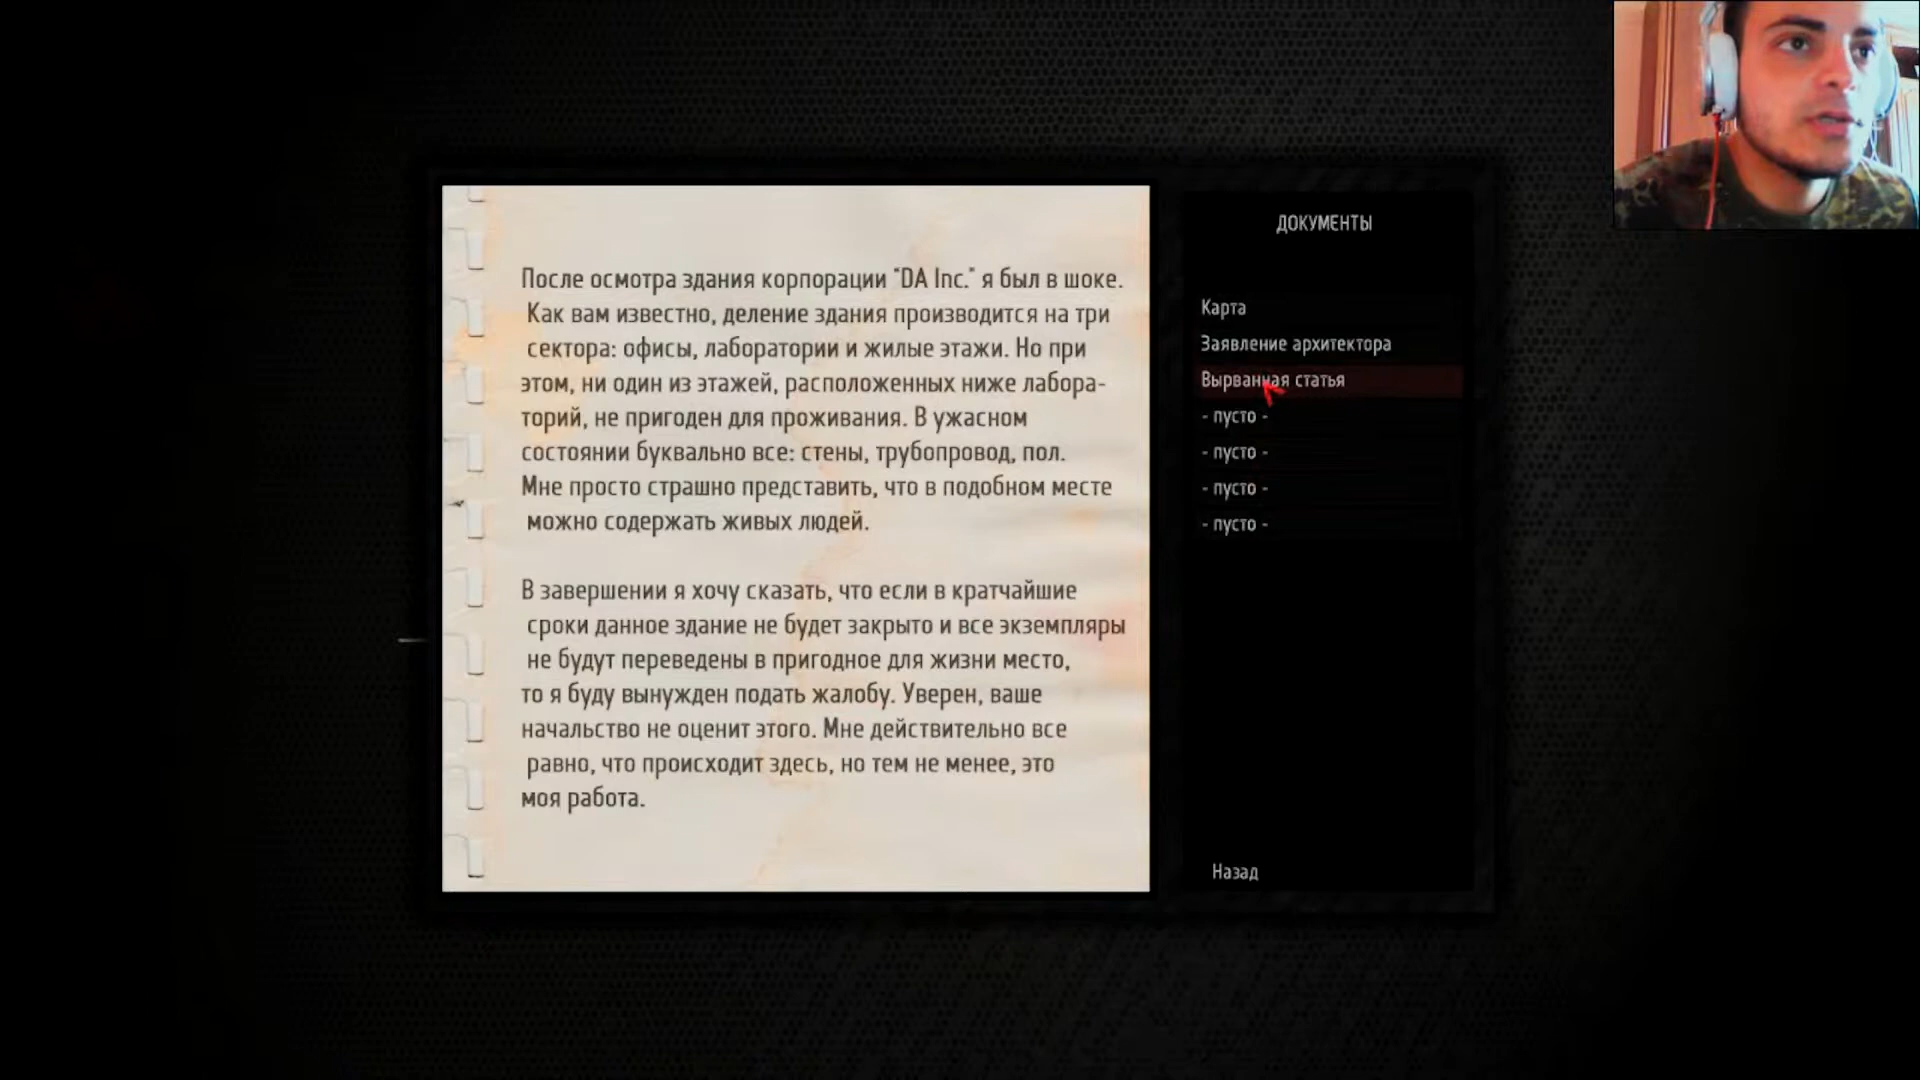 После осмотра здания корпорации "DA Inc." я был в шоке.
Как вам известно, деление здания производится на три
сектора: офисы, лаборатории и жилые этажи. Но при
этом, ни один из этажей, расположенных ниже лабора-
торий, не пригоден для проживания. В ужасном
состоянии буквально все: стены, трубопровод, пол.
Мне просто страшно представить, что в подобном месте
можно содержать живых людей.
В завершении я хочу сказать, что если в кратчайшие
сроки данное здание не будет закрыто и все экземпляры
не будут переведены в пригодное для жизни место,
то я буду вынужден подать жалобу. Уверен, ваше
начальство не оценит этого. Мне действительно все
равно, что происходит здесь, но тем не менее, это
моя работа.
ДОКУМЕНТЫ
Карта
Заявление архитектора
Вырванная статья
- пусто -
- пусто -
- пусто -
- пусто -
Назад